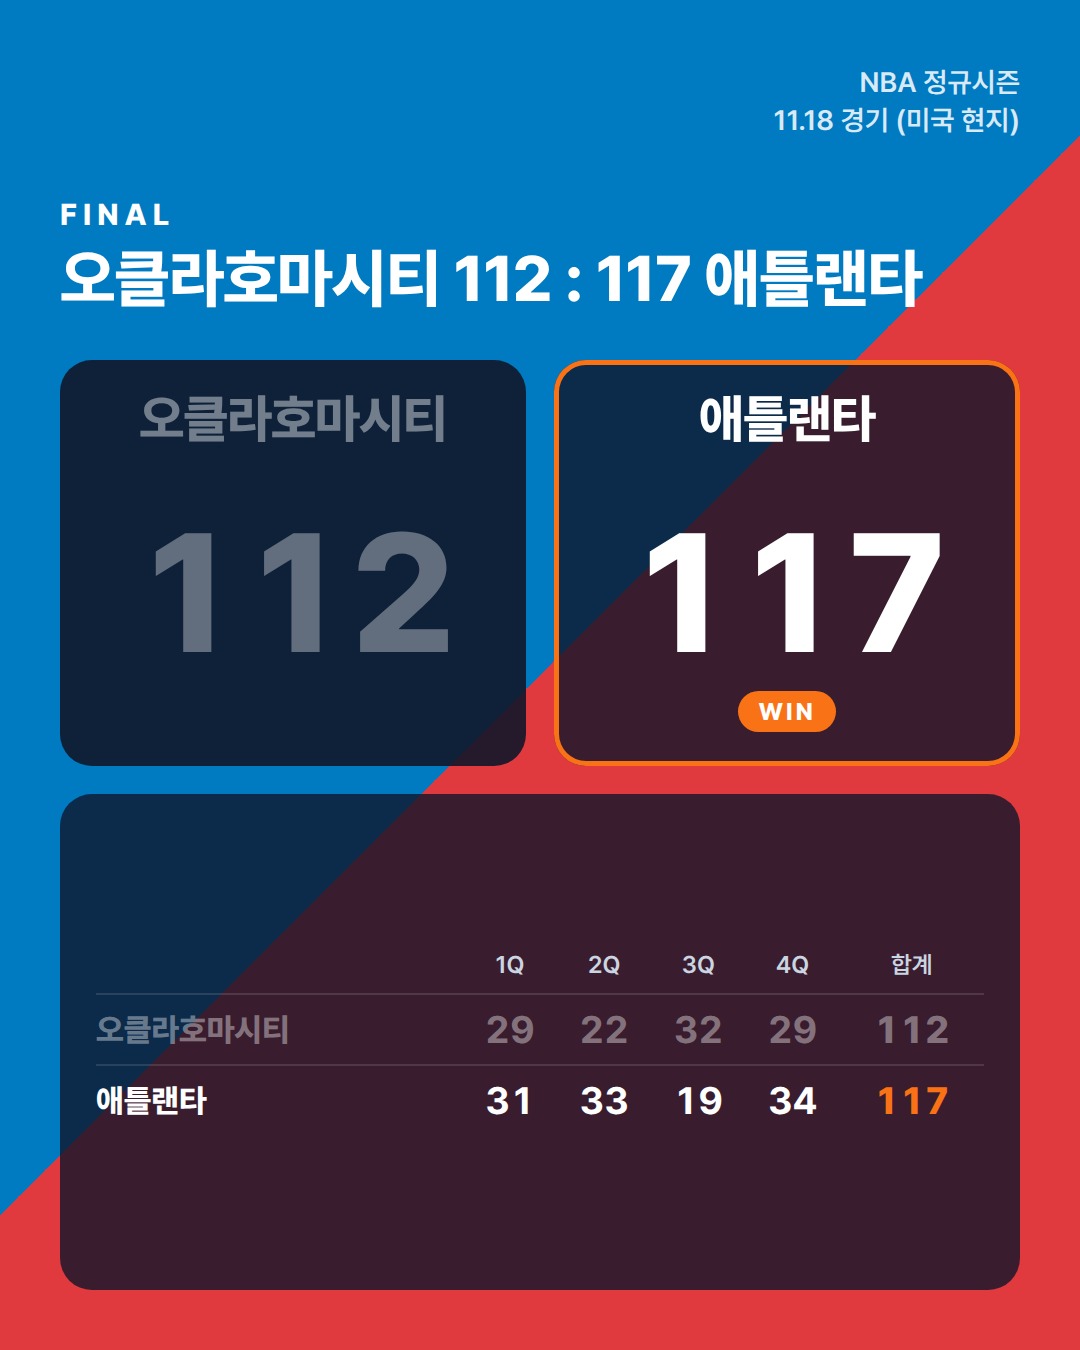 NBA 정규시즌
11.18 경기 (미국 현지)
FINAL
오클라호마시티 112 : 117 애틀랜타
오클라호마시티
112
애틀랜타
117
WIN
1Q 2Q 3Q 4Q 합계
오클라호마시티 29 22 32 29 112
애틀랜타 31 33 19 34 117